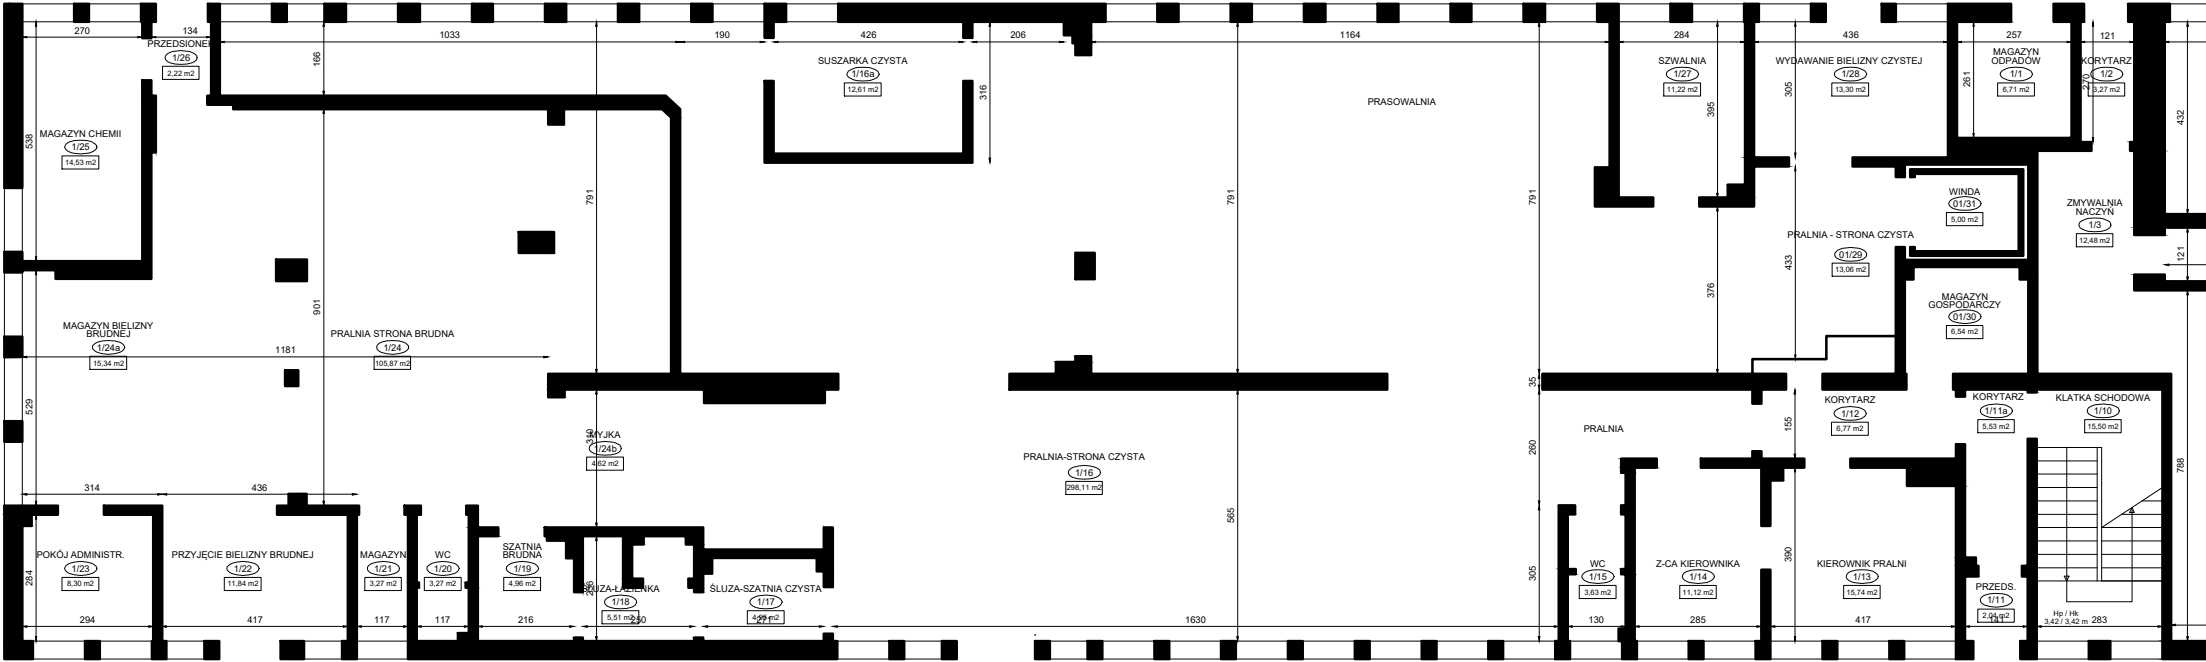 270
134
1033
190
426
206
1164
284
436
257
121
PRZEDSIONEK
1/26
2,22 m2
166
SUSZARKA CZYSTA
1/16a
12,61 m2
316
PRASOWALNIA
SZWALNIA
1/27
11,22 m2
395
WYDAWANIE BIELIZNY CZYSTEJ
1/28
13,30 m2
305
MAGAZYN
ODPADÓW
1/1
6,71 m2
261
KORYTARZ
1/2
3,27 m2
270
432
MAGAZYN CHEMII
1/25
14,53 m2
538
791
791
791
WINDA
01/31
5,00 m2
ZMYWALNIA
NACZYŃ
1/3
12,48 m2
121
PRALNIA - STRONA CZYSTA
01/29
13,06 m2
433
376
MAGAZYN
GOSPODARCZY
01/30
6,54 m2
MAGAZYN BIELIZNY
BRUDNEJ
1/24a
15,34 m2
901
PRALNIA STRONA BRUDNA
1/24
105,87 m2
1181
529
35
MYJKA
1/24b
4,62 m2
310
PRALNIA-STRONA CZYSTA
1/16
298,11 m2
565
PRALNIA
260
155
KORYTARZ
1/12
6,77 m2
KORYTARZ
1/11a
5,53 m2
KLATKA SCHODOWA
1/10
15,50 m2
788
314
436
POKÓJ ADMINISTR.
1/23
8,30 m2
284
PRZYJĘCIE BIELIZNY BRUDNEJ
1/22
11,84 m2
MAGAZYN
1/21
3,27 m2
WC
1/20
3,27 m2
SZATNIA
BRUDNA
1/19
4,96 m2
ŚLUZA-ŁAZIENKA
1/18
5,51 m2
ŚLUZA-SZATNIA CZYSTA
1/17
305
WC
1/15
3,63 m2
Z-CA KIEROWNIKA
1/14
11,12 m2
390
KIEROWNIK PRALNI
1/13
15,74 m2
PRZEDS.
1/11
2,04 m2
Hp / Hk
3,42 / 3,42 m
294
417
117
117
216
250
271
1630
130
285
417
141
283